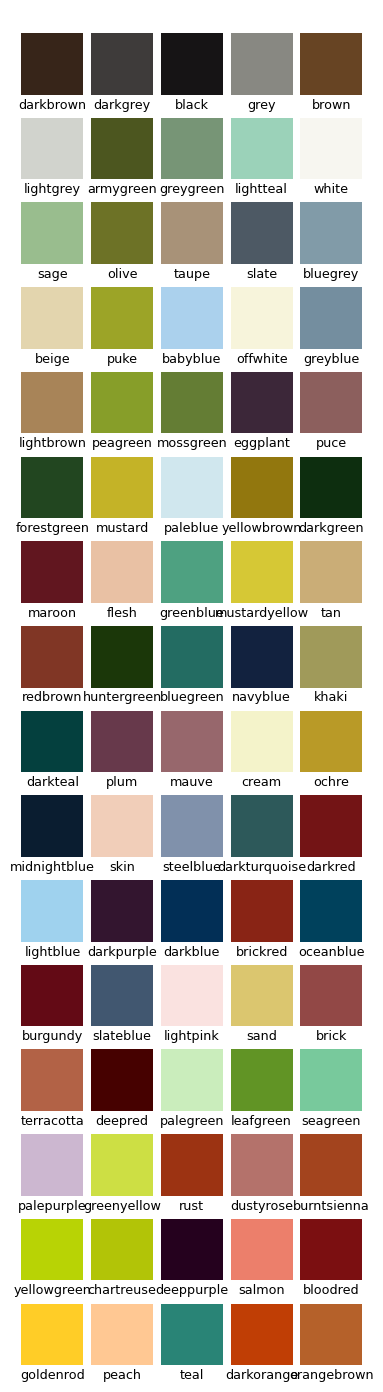 darkbrown darkgrey black grey brown
lightgrey armygreen greygreen lightteal white
sage olive taupe slate bluegrey
beige puke babyblue offwhite greyblue
lightbrown peagreen mossgreen eggplant puce
forestgreen mustard paleblue yellowbrown darkgreen
maroon flesh greenblue mustardyellow tan
redbrown huntergreen bluegreen navyblue khaki
darkteal plum mauve cream ochre
midnightblue skin steelblue darkturquoise darkred
lightblue darkpurple darkblue brickred oceanblue
burgundy slateblue lightpink sand brick
terracotta deepred palegreen leafgreen seagreen
palepurple greenyellow rust dustyrose burntsienna
yellowgreen chartreuse deeppurple salmon bloodred
goldenrod peach teal darkorange orangebrown